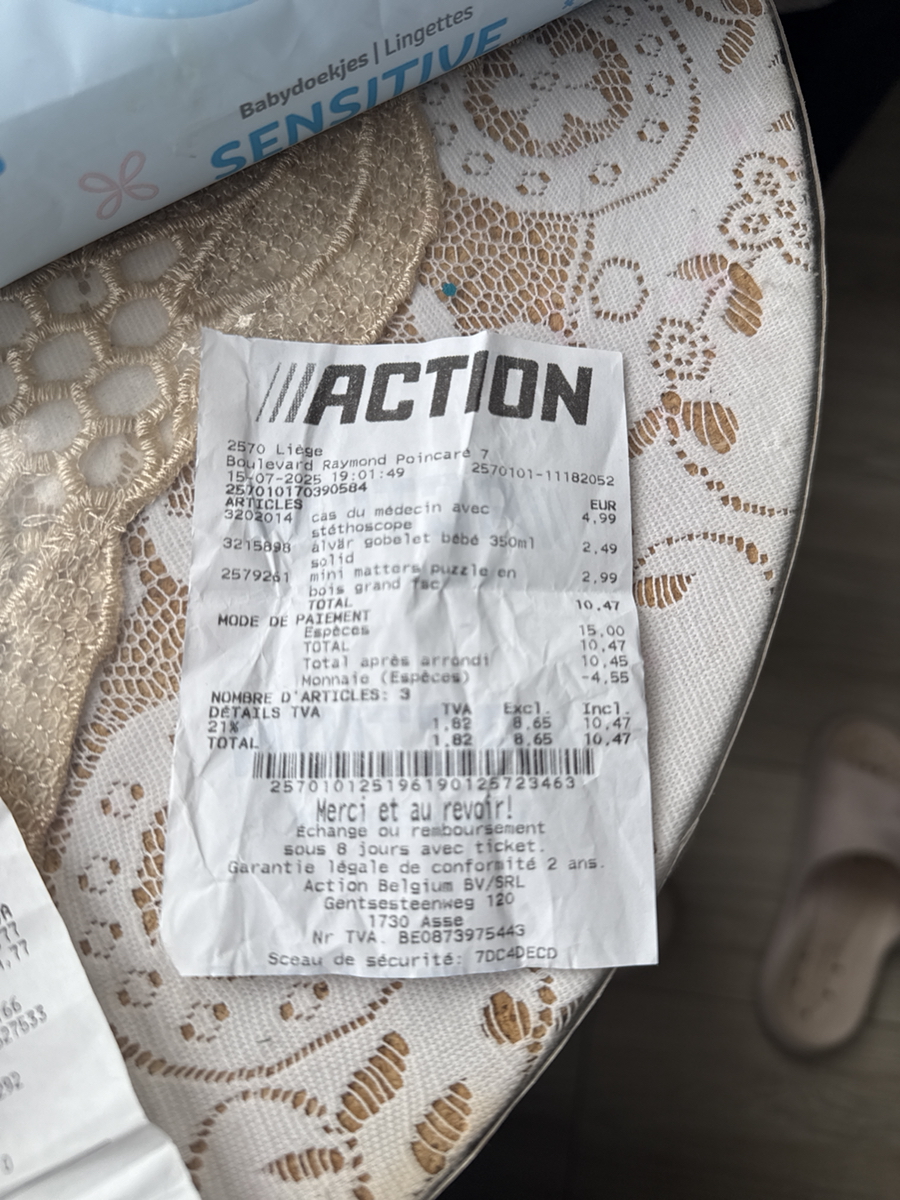 Babydoekjes | Lingettes
SENSITIVE
ACTION
2570 Liège
Boulevard Raymond Poincaré 7
15-07-2025 19:01:49 2570101-11182052
257010170390584
ARTICLES EUR
3202014 cas du médecin avec 4,99
stéthoscope
3215898 alvär gobelet bébé 350ml 2,49
solid
2579261 mini matters puzzle en 2,99
bois grand fsc
TOTAL 10,47
MODE DE PAIEMENT
Espèces 15,00
TOTAL 10,47
Total après arrondi 10,45
Monnaie (Espèces) -4,55
NOMBRE D'ARTICLES: 3
DÉTAILS TVA TVA Excl. Incl.
21% 1,82 8,65 10,47
TOTAL 1,82 8,65 10,47
257010125196190125723463
Merci et au revoir!
Échange ou remboursement
sous 8 jours avec ticket.
Garantie légale de conformité 2 ans.
Action Belgium BV/SRL
Gentsesteenweg 120
1730 Asse
Nr TVA. BE0873975443
Sceau de sécurité: 7DC4DECD